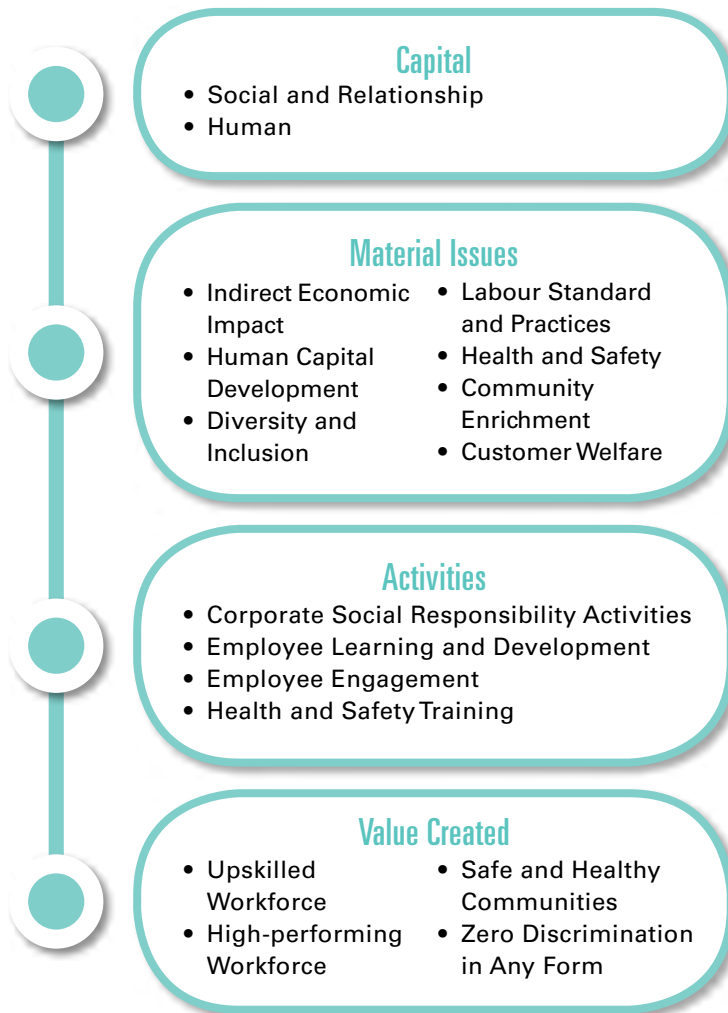 Capital
• Social and Relationship
• Human
Material Issues
• Indirect Economic
Impact
• Human Capital
Development
• Diversity and
Inclusion
• Labour Standard
and Practices
• Health and Safety
• Community
Enrichment
• Customer Welfare
Activities
• Corporate Social Responsibility Activities
• Employee Learning and Development
• Employee Engagement
• Health and Safety Training
Value Created
• Upskilled
Workforce
• High-performing
Workforce
• Safe and Healthy
Communities
• Zero Discrimination
in Any Form